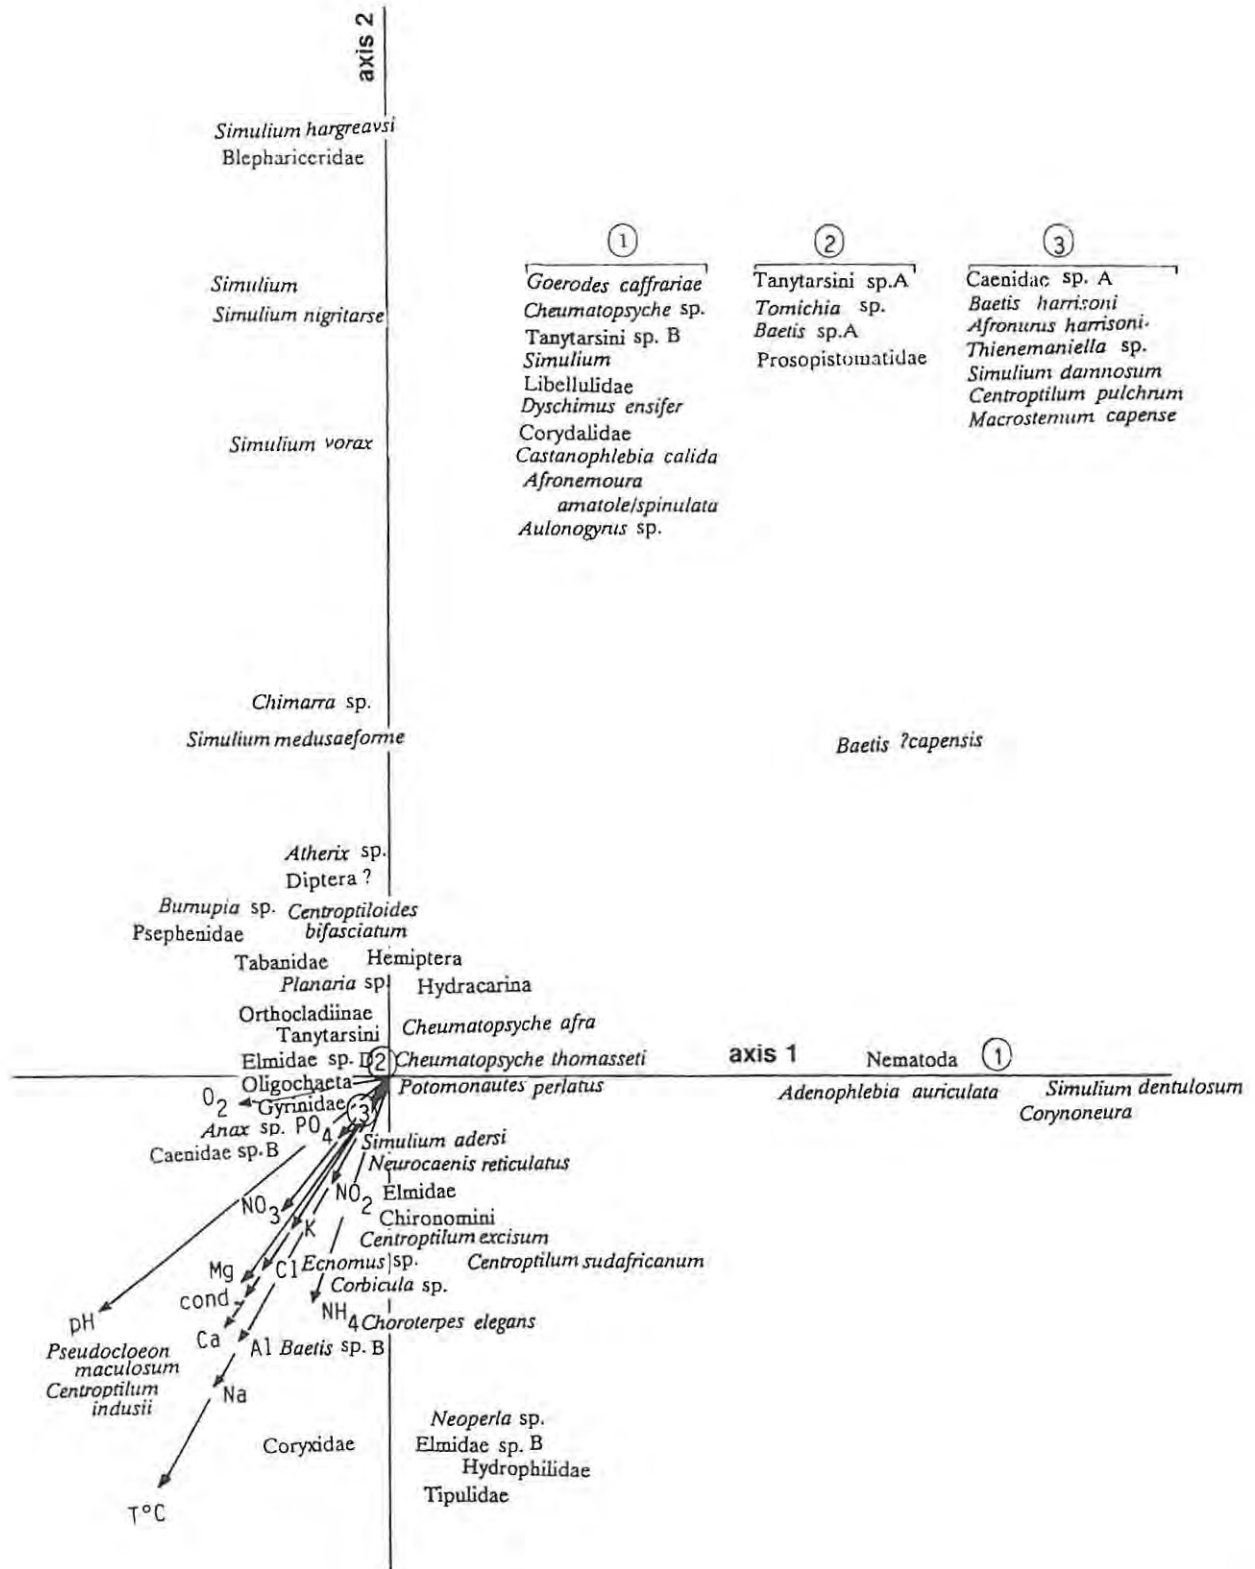 axis 2
Simulium hargreavsi
Blephariceridae
1
2
3
Goerodes caffrariae
Cheumatopsyche sp.
Tanytarsini sp. B
Simulium
Libellulidae
Dyschimus ensifer
Corydalidae
Castanophlebia calida
Afronemoura
amatole/spinulata
Aulonogyrus sp.
Tanytarsini sp.A
Tomichia sp.
Baetis sp.A
Prosopistomatidae
Caenidae sp. A
Baetis harrisoni
Afronurus harrisoni
Thienemaniella sp.
Simulium damnosum
Centroptilum pulchrum
Macrostemum capense
Simulium
Simulium nigritarse
Simulium vorax
Chimarra sp.
Simulium medusaeforme
Baetis ?capensis
Atherix sp.
Diptera ?
Burnupia sp.
Centroptiloides
bifasciatum
Psephenidae
Tabanidae
Hemiptera
Planaria sp
Hydracarina
Orthocladiinae
Tanytarsini
Cheumatopsyche afra
Elmidae sp. D
2
Cheumatopsyche thomasseti
axis 1
Nematoda
1
Oligochaeta
Potomonautes perlatus
Adenophlebia auriculata
Simulium dentulosum
Corynoneura
O2
Gyrinidae
3
Anax sp.
PO4
Caenidae sp.B
Simulium adersi
Neurocaenis reticulatus
NO3
NO2
Elmidae
K
Chironomini
Centroptilum excisum
Mg
Cl
Ecnomus sp.
Centroptilum sudafricanum
cond
Corbicula sp.
pH
NH4
Choroterpes elegans
Ca
Al
Baetis sp. B
Pseudocloeon
maculosum
Centroptilum
indusii
Na
Neoperla sp.
Coryxidae
Elmidae sp. B
Hydrophilidae
Tipulidae
T°C